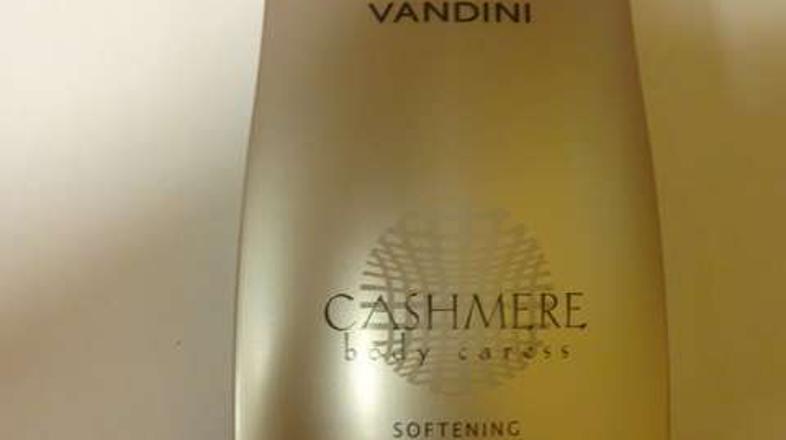 VANDINI
CASHMERE
body caress
SOFTENING